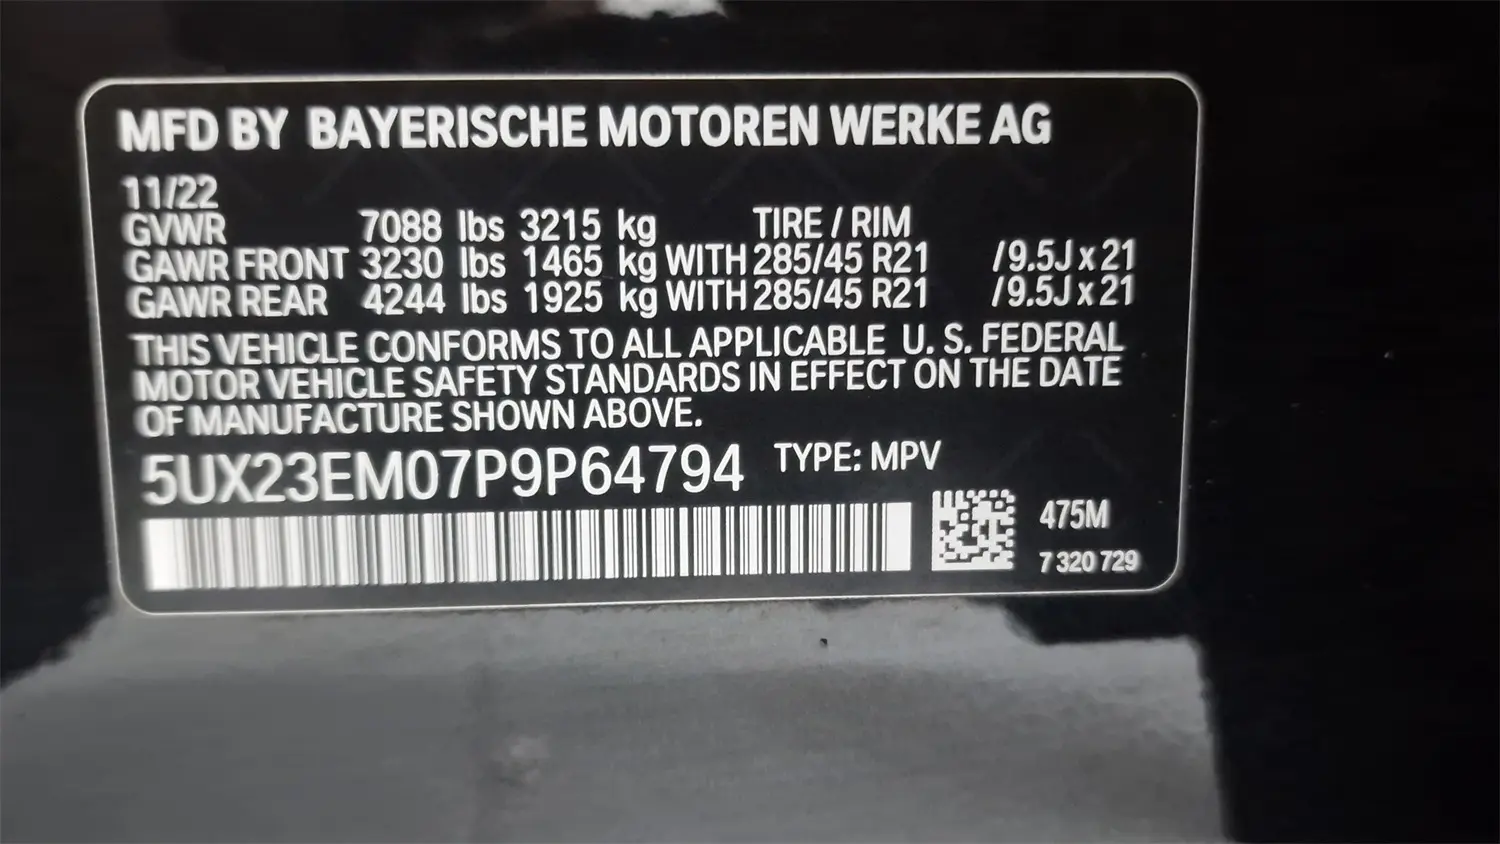 MFD BY BAYERISCHE MOTOREN WERKE AG
11/22
GVWR 7088 lbs 3215 kg TIRE / RIM
GAWR FRONT 3230 lbs 1465 kg WITH 285/45 R21 /9.5J x 21
GAWR REAR 4244 lbs 1925 kg WITH 285/45 R21 /9.5J x 21
THIS VEHICLE CONFORMS TO ALL APPLICABLE U. S. FEDERAL
MOTOR VEHICLE SAFETY STANDARDS IN EFFECT ON THE DATE
OF MANUFACTURE SHOWN ABOVE.
5UX23EM07P9P64794 TYPE: MPV
475M
7 320 729